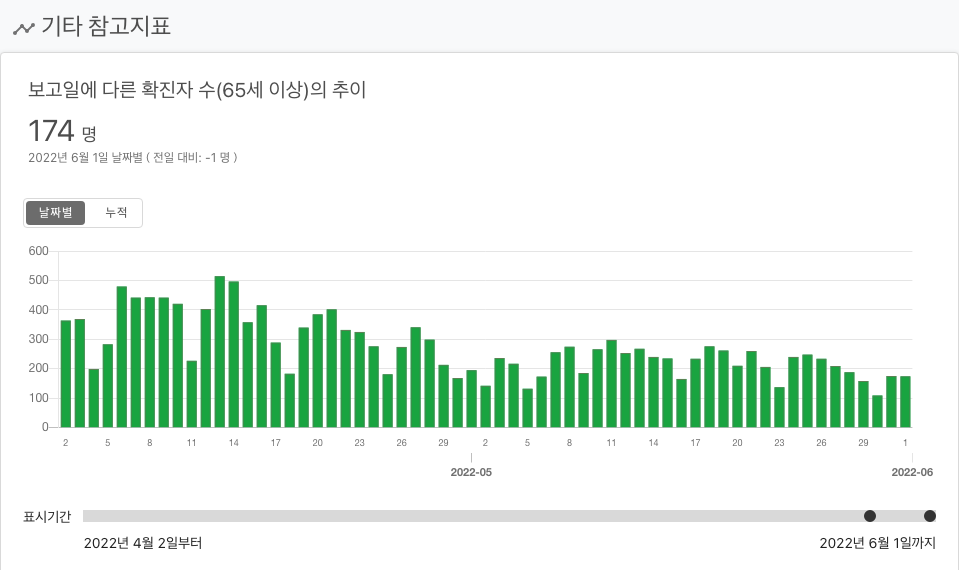 기타 참고지표
보고일에 다른 확진자 수(65세 이상)의 추이
174 명
2022년 6월 1일 날짜별 ( 전일 대비: -1 명 )
날짜별 누적
600
500
400
300
200
100
0
2 5 8 11 14 17 20 23 26 29 2 5 8 11 14 17 20 23 26 29 1
2022-05 2022-06
표시기간
2022년 4월 2일부터 2022년 6월 1일까지